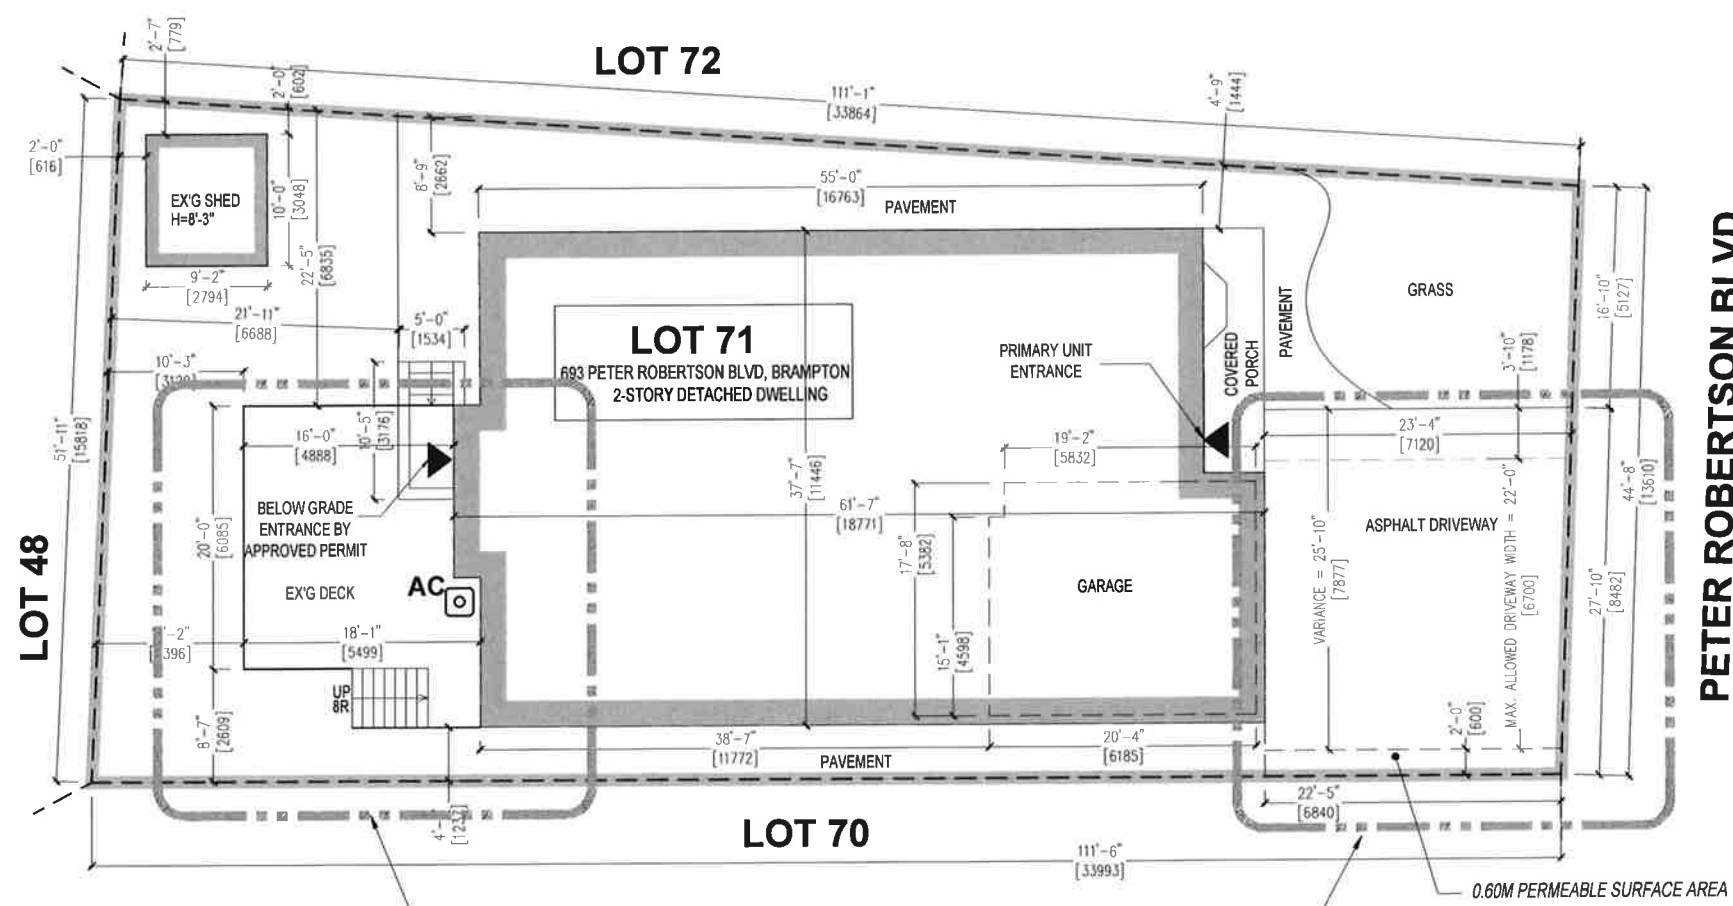 LOT 72
2'-7"
[779]
2'-0"
[602]
111'-1"
[33864]
4'-9"
[1444]
2'-0"
[616]
EX'G SHED
H=8'-3"
10'-0"
[3048]
9'-2"
[2794]
22'-5"
[6835]
8'-9"
[2662]
55'-0"
[16763]
PAVEMENT
21'-11"
[6688]
5'-0"
[1534]
10'-3"
LOT 71
693 PETER ROBERTSON BLVD, BRAMPTON
2-STORY DETACHED DWELLING
PRIMARY UNIT
ENTRANCE
COVERED
PORCH
PAVEMENT
GRASS
16'-10"
[5127]
3'-10"
[1178]
PETER ROBERTSON BLVD
51'-11"
[15818]
16'-0"
[4888]
10'-5"
[3176]
37'-7"
[11446]
19'-2"
[5832]
23'-4"
[7120]
44'-8"
[13610]
61'-7"
[18771]
BELOW GRADE
ENTRANCE BY
APPROVED PERMIT
20'-0"
[6085]
EX'G DECK
AC
17'-8"
[5382]
15'-1"
[4598]
GARAGE
ASPHALT DRIVEWAY
VARIANCE = 25'-10"
[7877]
MAX. ALLOWED DRIVEWAY WIDTH = 22'-0"
[6700]
27'-10"
[8482]
LOT 48
'-2"
396]
18'-1"
[5499]
UP
8R
8'-7"
[2609]
38'-7"
[11772]
PAVEMENT
20'-4"
[6185]
2'-0"
[600]
4'-
[1237]
22'-5"
[6840]
LOT 70
111'-6"
[33993]
0.60M PERMEABLE SURFACE AREA